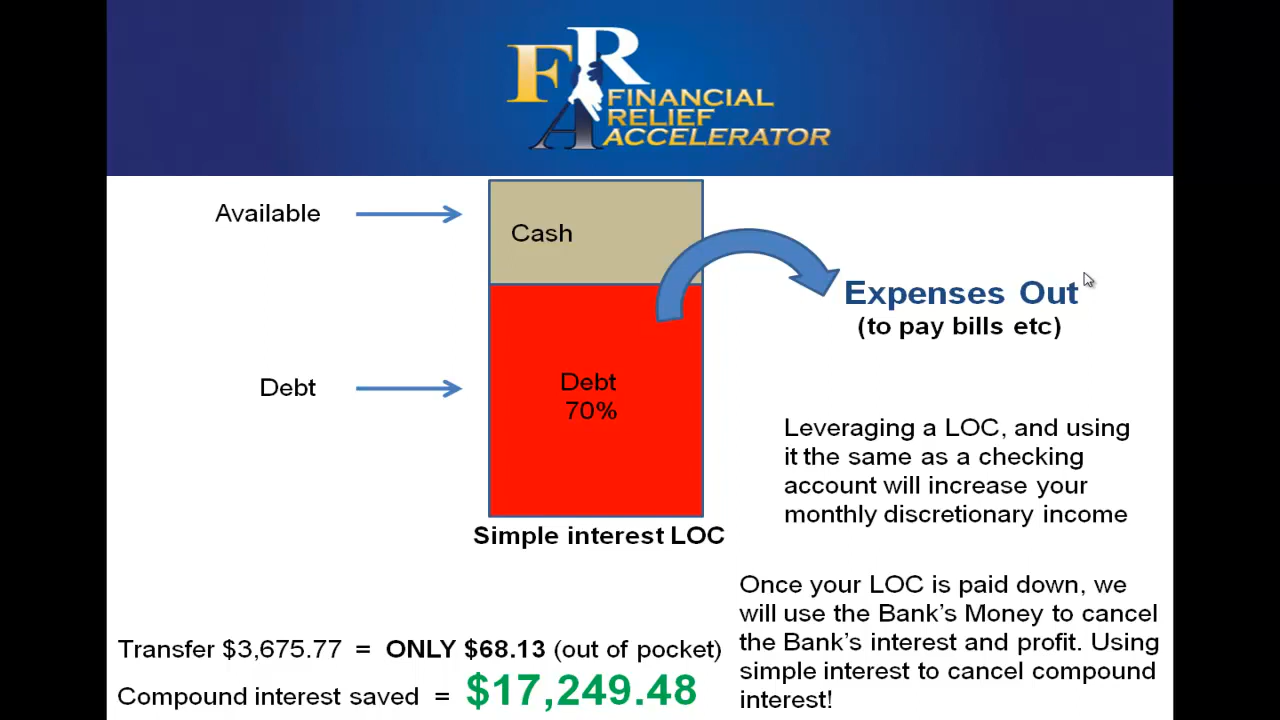 FRA
FINANCIAL
RELIEF
ACCELERATOR
Available
Cash
Expenses Out
(to pay bills etc)
Debt
Debt
70%
Leveraging a LOC, and using
it the same as a checking
account will increase your
monthly discretionary income
Simple interest LOC
Once your LOC is paid down, we
will use the Bank's Money to cancel
the Bank's interest and profit. Using
simple interest to cancel compound
interest!
Transfer $3,675.77 = ONLY $68.13 (out of pocket)
Compound interest saved = $17,249.48